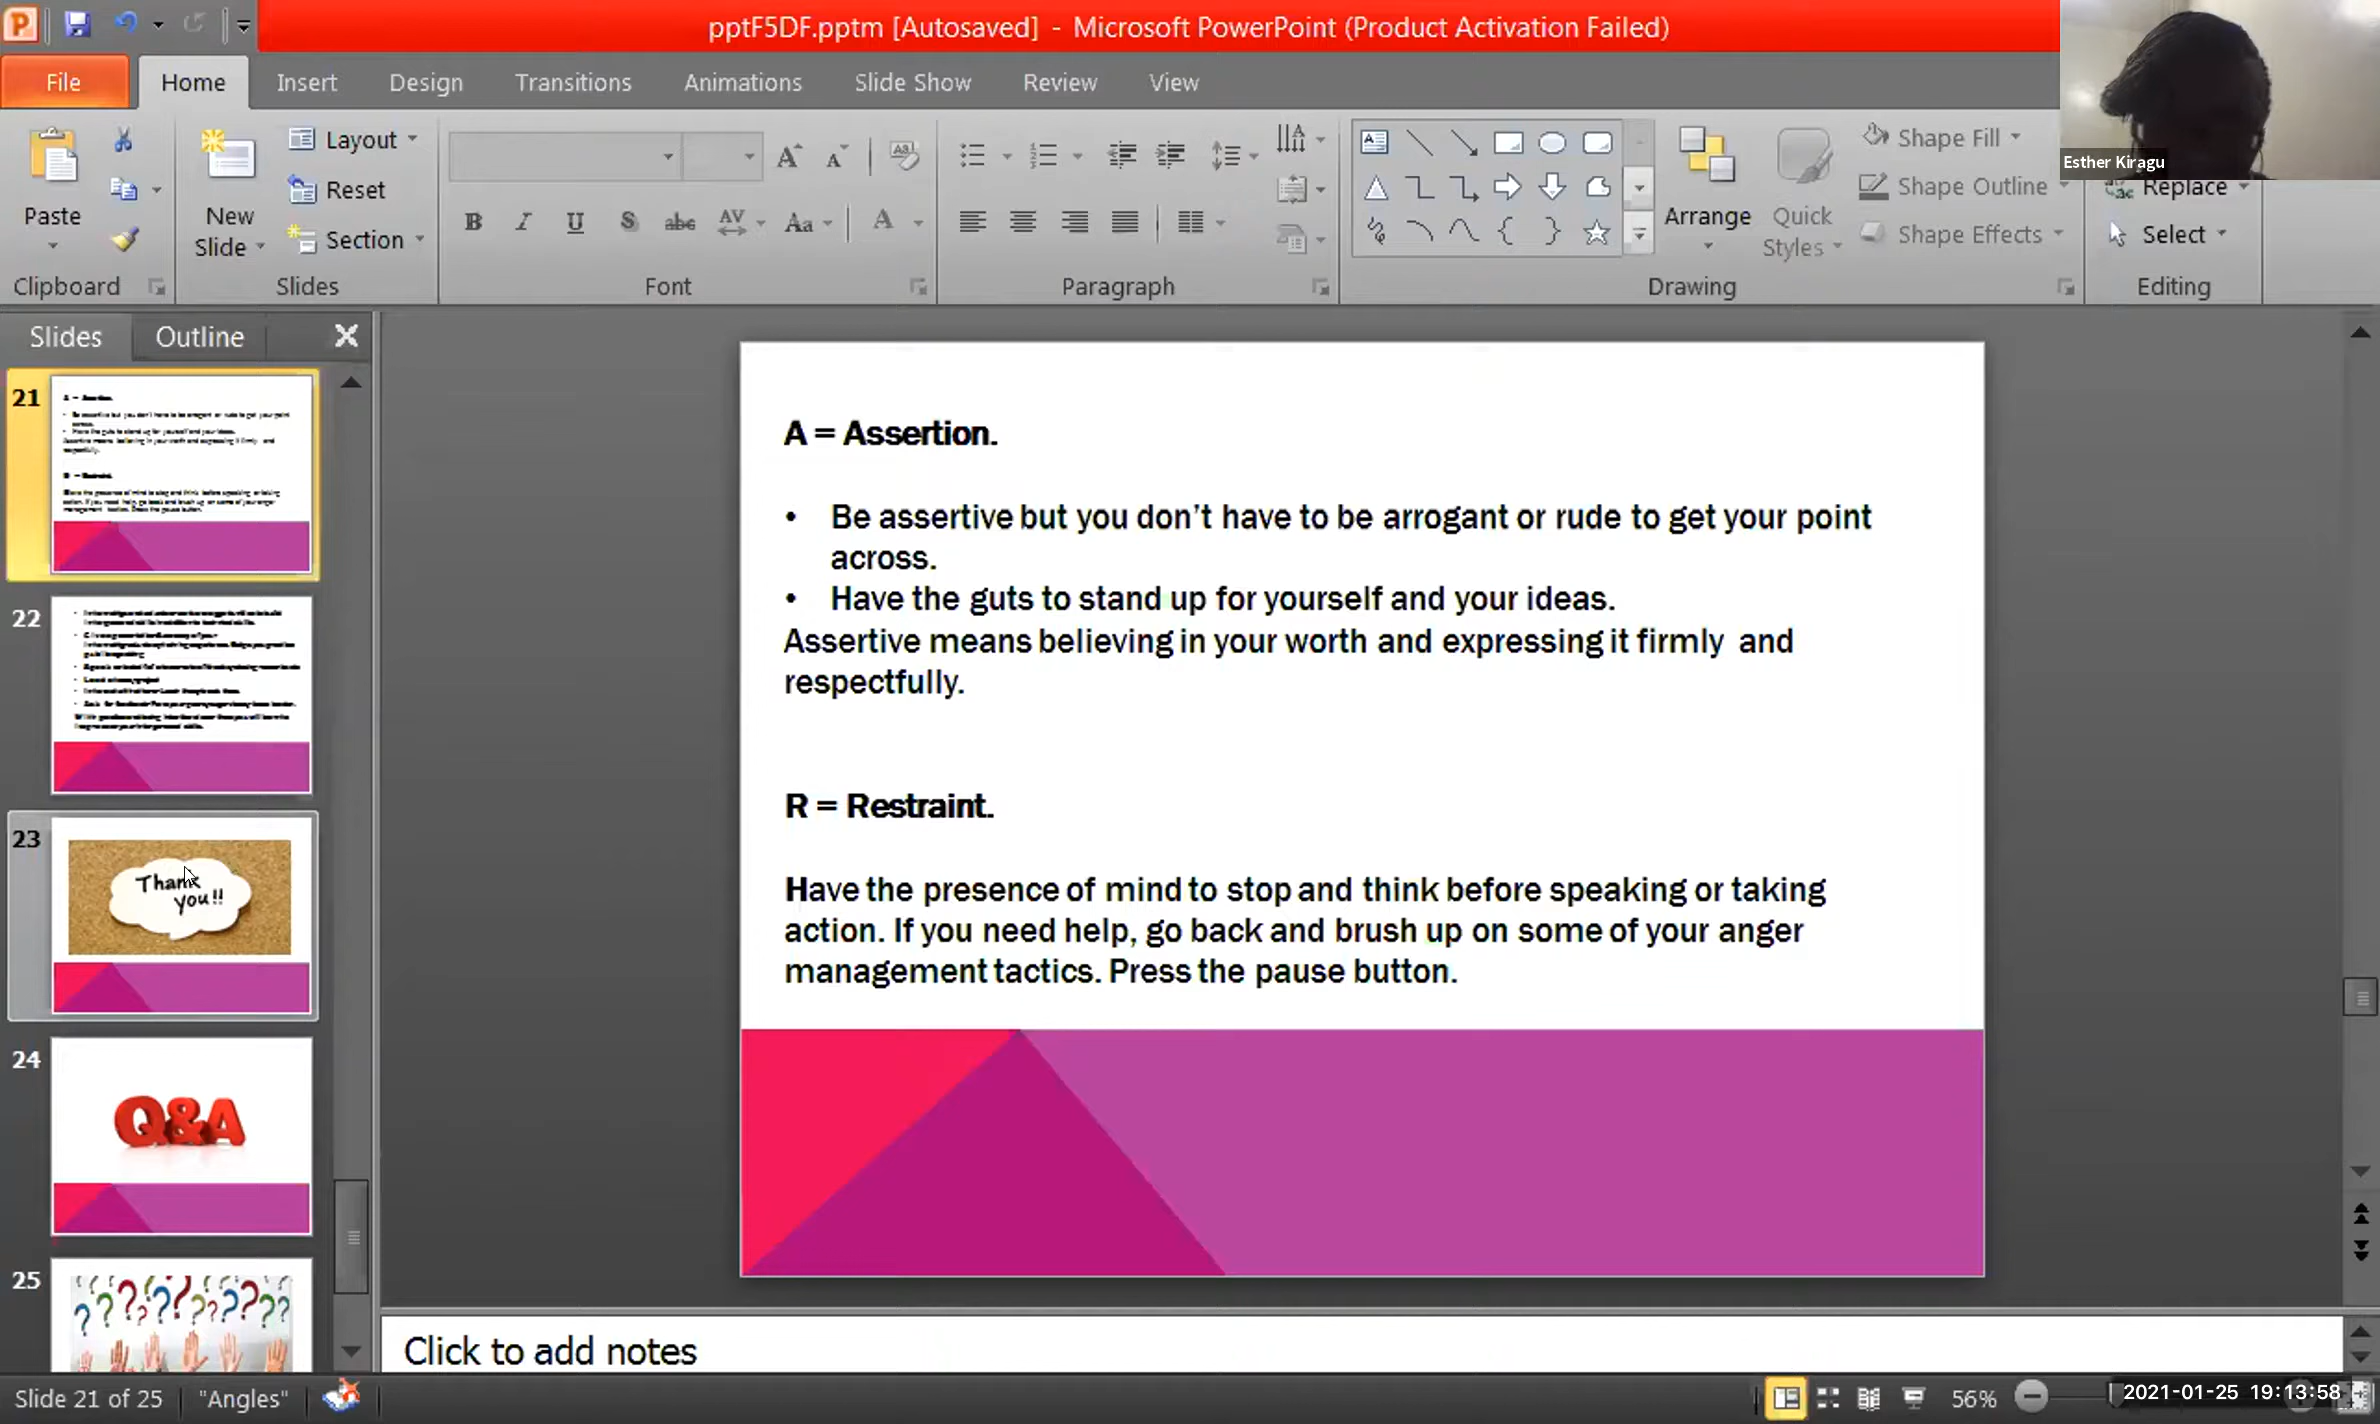 pptF5DF.pptm [Autosaved] - Microsoft PowerPoint (Product Activation Failed)
File Home Insert Design Transitions Animations Slide Show Review View
Esther Kiragu
Paste
Clipboard
New Slide
Layout
Reset
Section
Slides
Font
Paragraph
Arrange
Quick Styles
Shape Fill
Shape Outline
Shape Effects
Drawing
Replace
Select
Editing
Slides Outline
21
22
23
Thank
you!!
24
Q&A
25
A = Assertion.
• Be assertive but you don’t have to be arrogant or rude to get your point
across.
• Have the guts to stand up for yourself and your ideas.
Assertive means believing in your worth and expressing it firmly and
respectfully.
R = Restraint.
Have the presence of mind to stop and think before speaking or taking
action. If you need help, go back and brush up on some of your anger
management tactics. Press the pause button.
Click to add notes
Slide 21 of 25 "Angles" 56% 2021-01-25 19:13:58